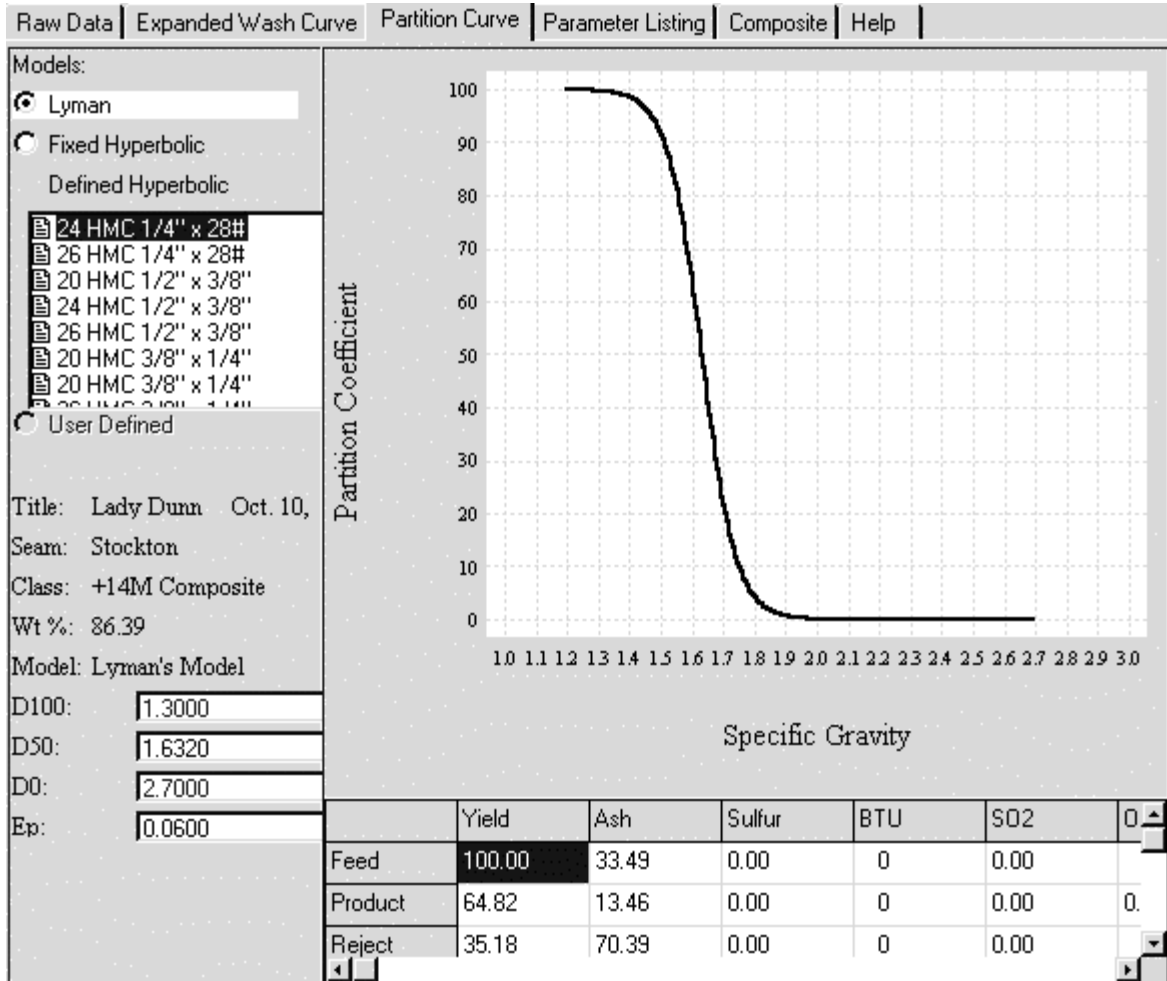 Raw Data Expanded Wash Curve Partition Curve Parameter Listing Composite Help
Models:
Lyman
Fixed Hyperbolic
Defined Hyperbolic
24 HMC 1/4" x 28#
26 HMC 1/4" x 28#
20 HMC 1/2" x 3/8"
24 HMC 1/2" x 3/8"
26 HMC 1/2" x 3/8"
20 HMC 3/8" x 1/4"
20 HMC 3/8" x 1/4"
User Defined
Title: Lady Dunn Oct. 10,
Seam: Stockton
Class: +14M Composite
Wt %: 86.39
Model: Lyman's Model
D100: 1.3000
D50: 1.6320
D0: 2.7000
Ep: 0.0600
Partition Coefficient
100
90
80
70
60
50
40
30
20
10
0
1.0 1.1 1.2 1.3 1.4 1.5 1.6 1.7 1.8 1.9 2.0 2.1 2.2 2.3 2.4 2.5 2.6 2.7 2.8 2.9 3.0
Specific Gravity
Yield Ash Sulfur BTU SO2
Feed 100.00 33.49 0.00 0 0.00
Product 64.82 13.46 0.00 0 0.00 0.
Reject 35.18 70.39 0.00 0 0.00